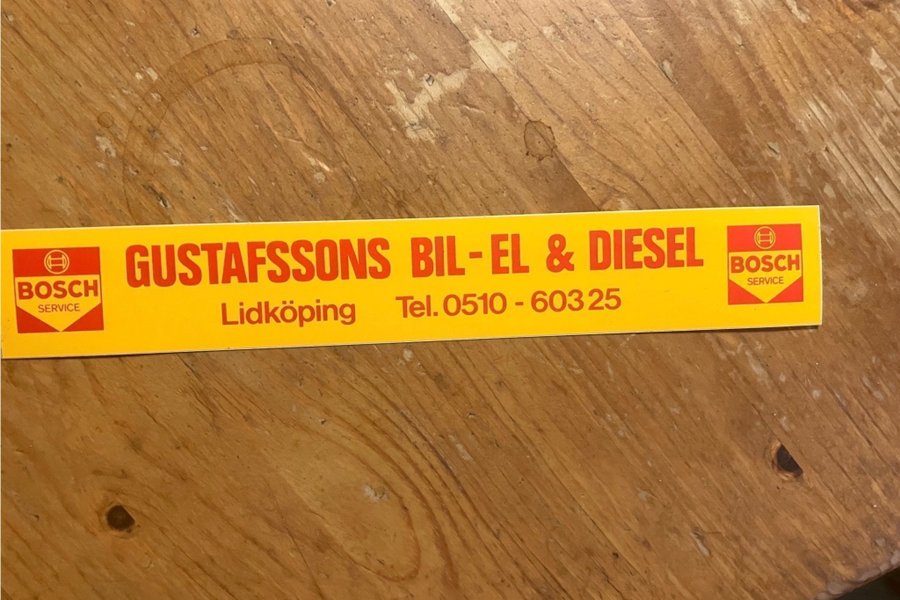 GUSTAFSSONS BIL-EL & DIESEL
Lidköping Tel. 0510 - 603 25
BOSCH
SERVICE
BOSCH
SERVICE